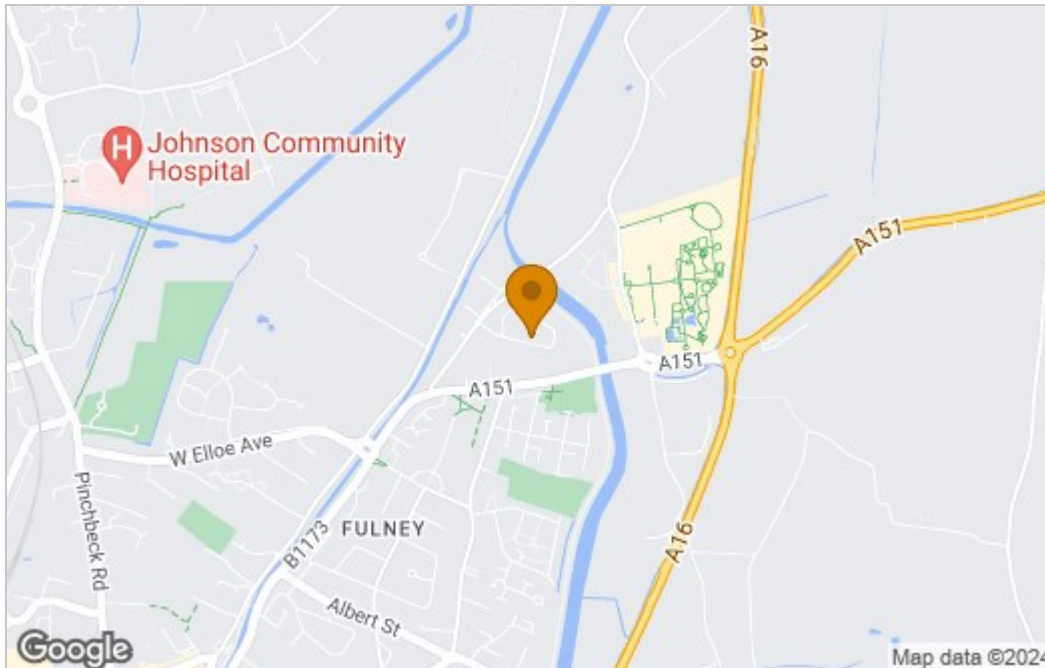 A16
Johnson Community
Hospital
A151
A151
A151
W Elloe Ave
Pinchbeck Rd
FULNEY
B1173
A16
Albert St
Google
Map data ©2024